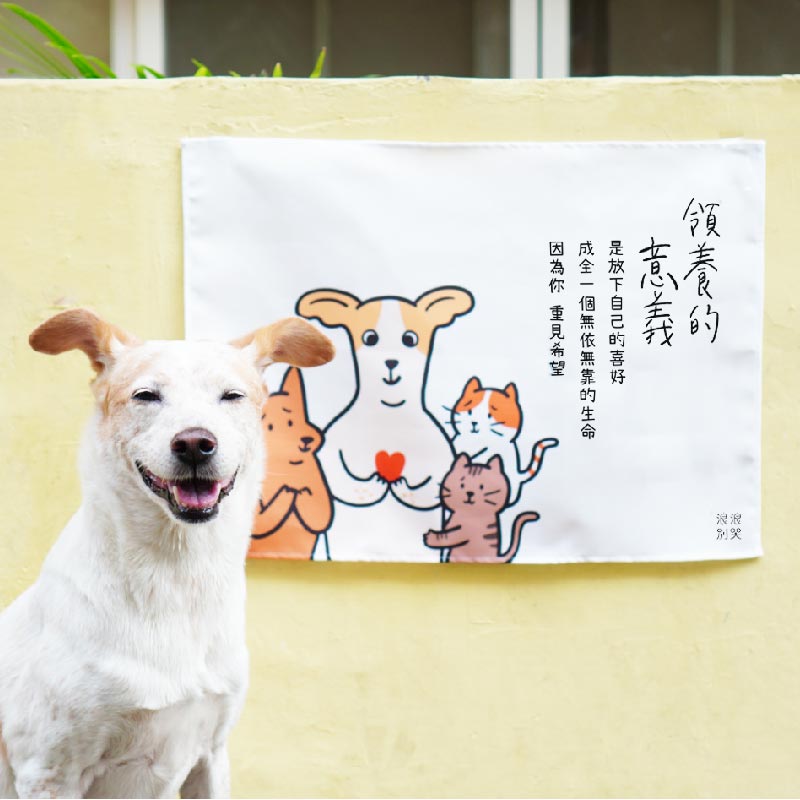 領養的
意義
是放下自己的喜好
成全一個無依無靠的生命
因為你 重見希望
浪浪
別哭